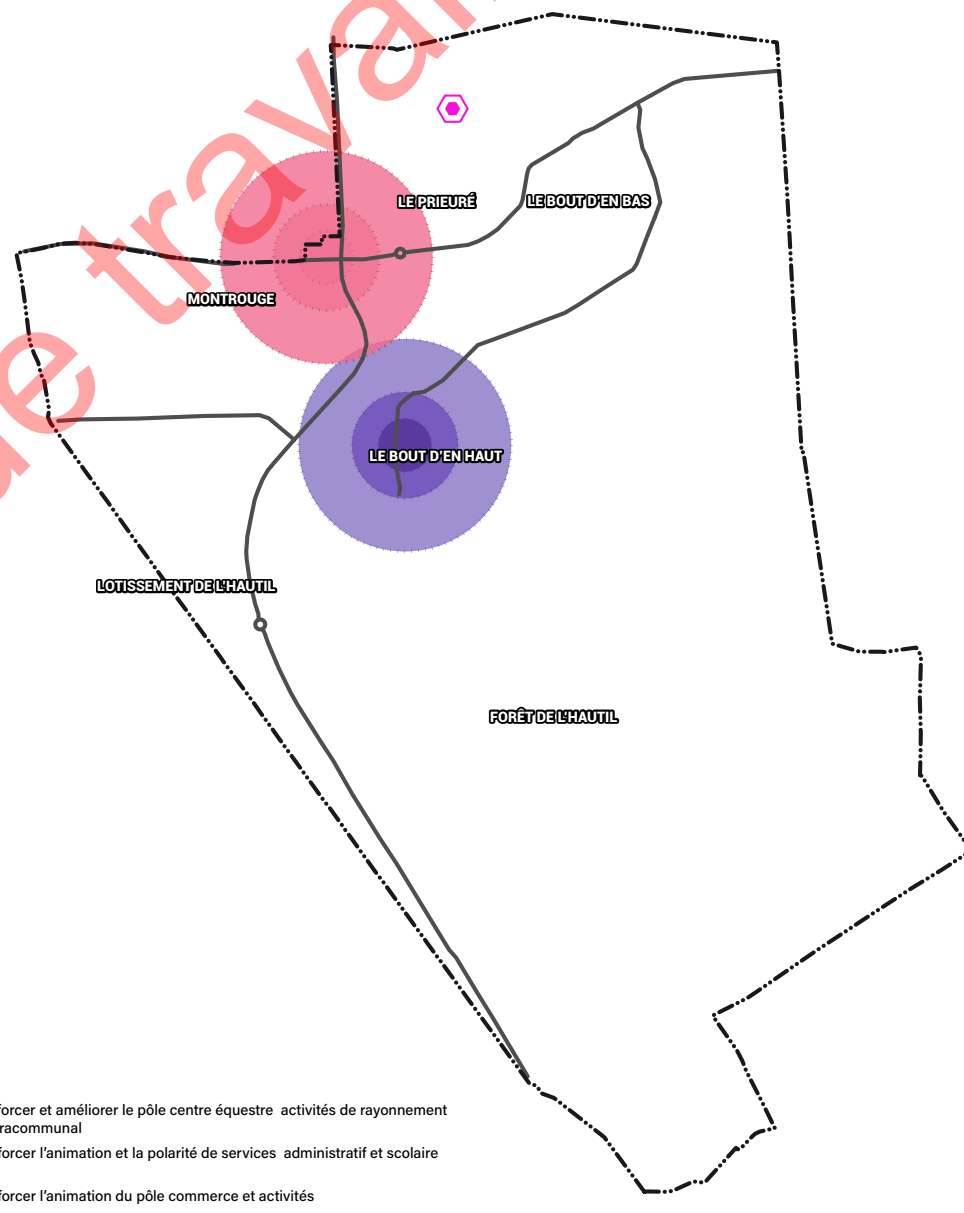 de travai
LE PRIEURÉ
LE BOUT D'EN BAS
MONTROUGE
LE BOUT D'EN HAUT
LOTISSEMENT DE L'HAUTIL
FORÊT DE L'HAUTIL
forcer et améliorer le pôle centre équestre activités de rayonnement
racommunal
forcer l'animation et la polarité de services administratif et scolaire
forcer l'animation du pôle commerce et activités